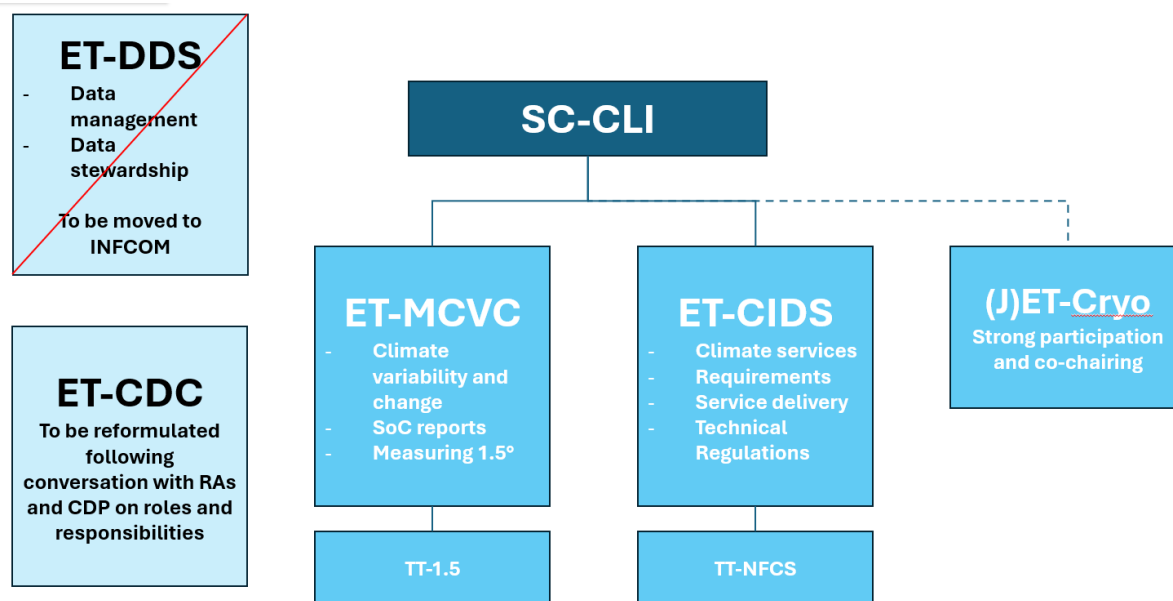 ET-DDS
- Data
management
- Data
stewardship
To be moved to
INFCOM
ET-CDC
To be reformulated
following
conversation with RAs
and CDP on roles and
responsibilities
SC-CLI
ET-MCVC
- Climate
variability and
change
- SoC reports
- Measuring 1.5°
TT-1.5
ET-CIDS
- Climate services
- Requirements
- Service delivery
- Technical
Regulations
TT-NFCS
(J)ET-Cryo
Strong participation
and co-chairing